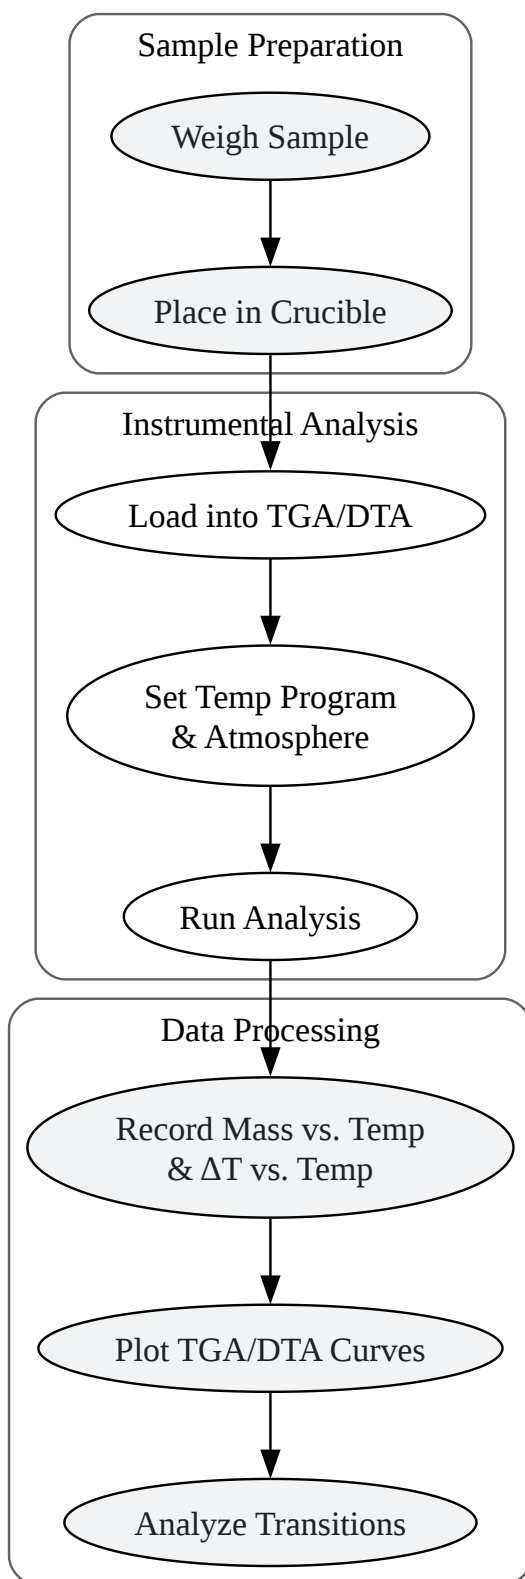 Sample Preparation
Weigh Sample
Place in Crucible
Instrumental Analysis
Load into TGA/DTA
Set Temp Program
& Atmosphere
Run Analysis
Data Processing
Record Mass vs. Temp
& ΔT vs. Temp
Plot TGA/DTA Curves
Analyze Transitions